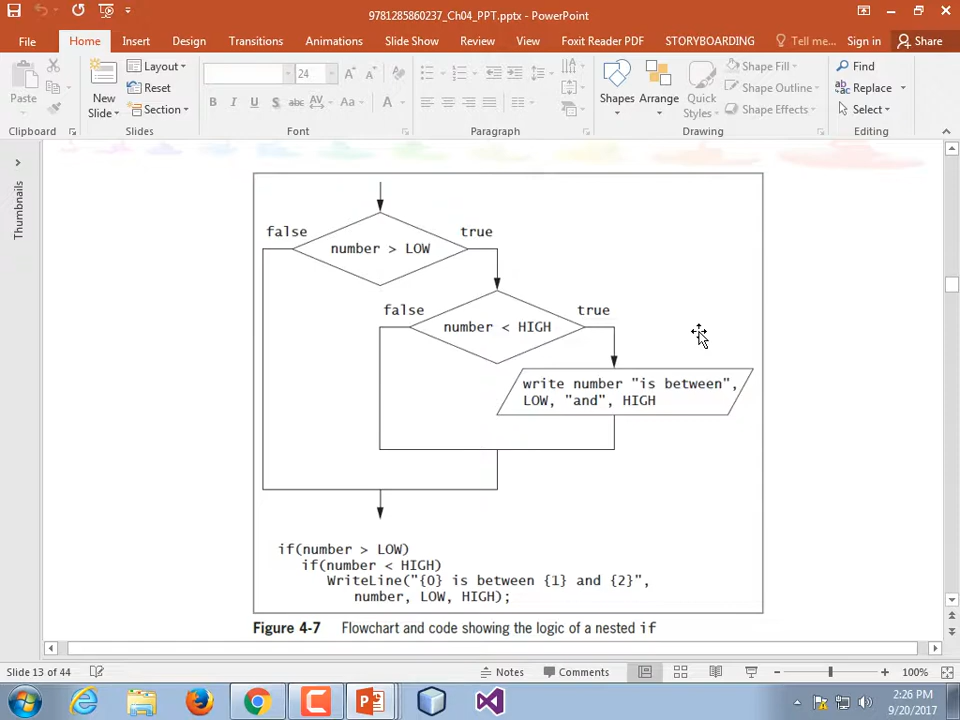 9781285860237_Ch04_PPT.pptx - PowerPoint
File Home Insert Design Transitions Animations Slide Show Review View Foxit Reader PDF STORYBOARDING Tell me... Sign in Share
Paste
New
Slide
Layout
Reset
Section
24
B I U S abc AV Aa A
Shapes
Arrange
Quick
Styles
Shape Fill
Shape Outline
Shape Effects
Find
Replace
Select
Clipboard Slides Font Paragraph Drawing Editing
Thumbnails
false true
number > LOW
false true
number < HIGH
write number "is between",
LOW, "and", HIGH
if(number > LOW)
if(number < HIGH)
WriteLine("{0} is between {1} and {2}",
number, LOW, HIGH);
Figure 4-7 Flowchart and code showing the logic of a nested if
Slide 13 of 44 Notes Comments 100%
2:26 PM
9/20/2017